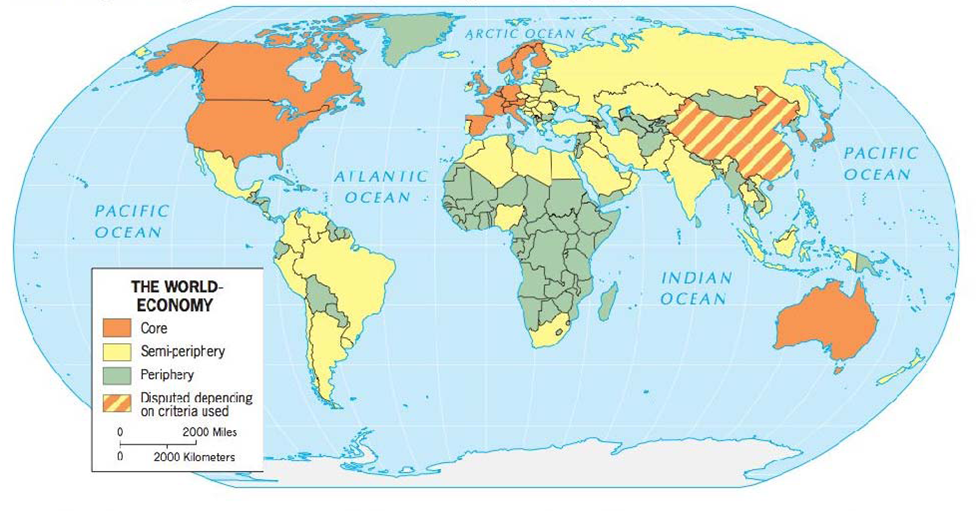 ARCTIC OCEAN
ATLANTIC
OCEAN
PACIFIC
OCEAN
PACIFIC
OCEAN
INDIAN
OCEAN
THE WORLD-
ECONOMY
Core
Semi-periphery
Periphery
Disputed depending
on criteria used
0 2000 Miles
0 2000 Kilometers